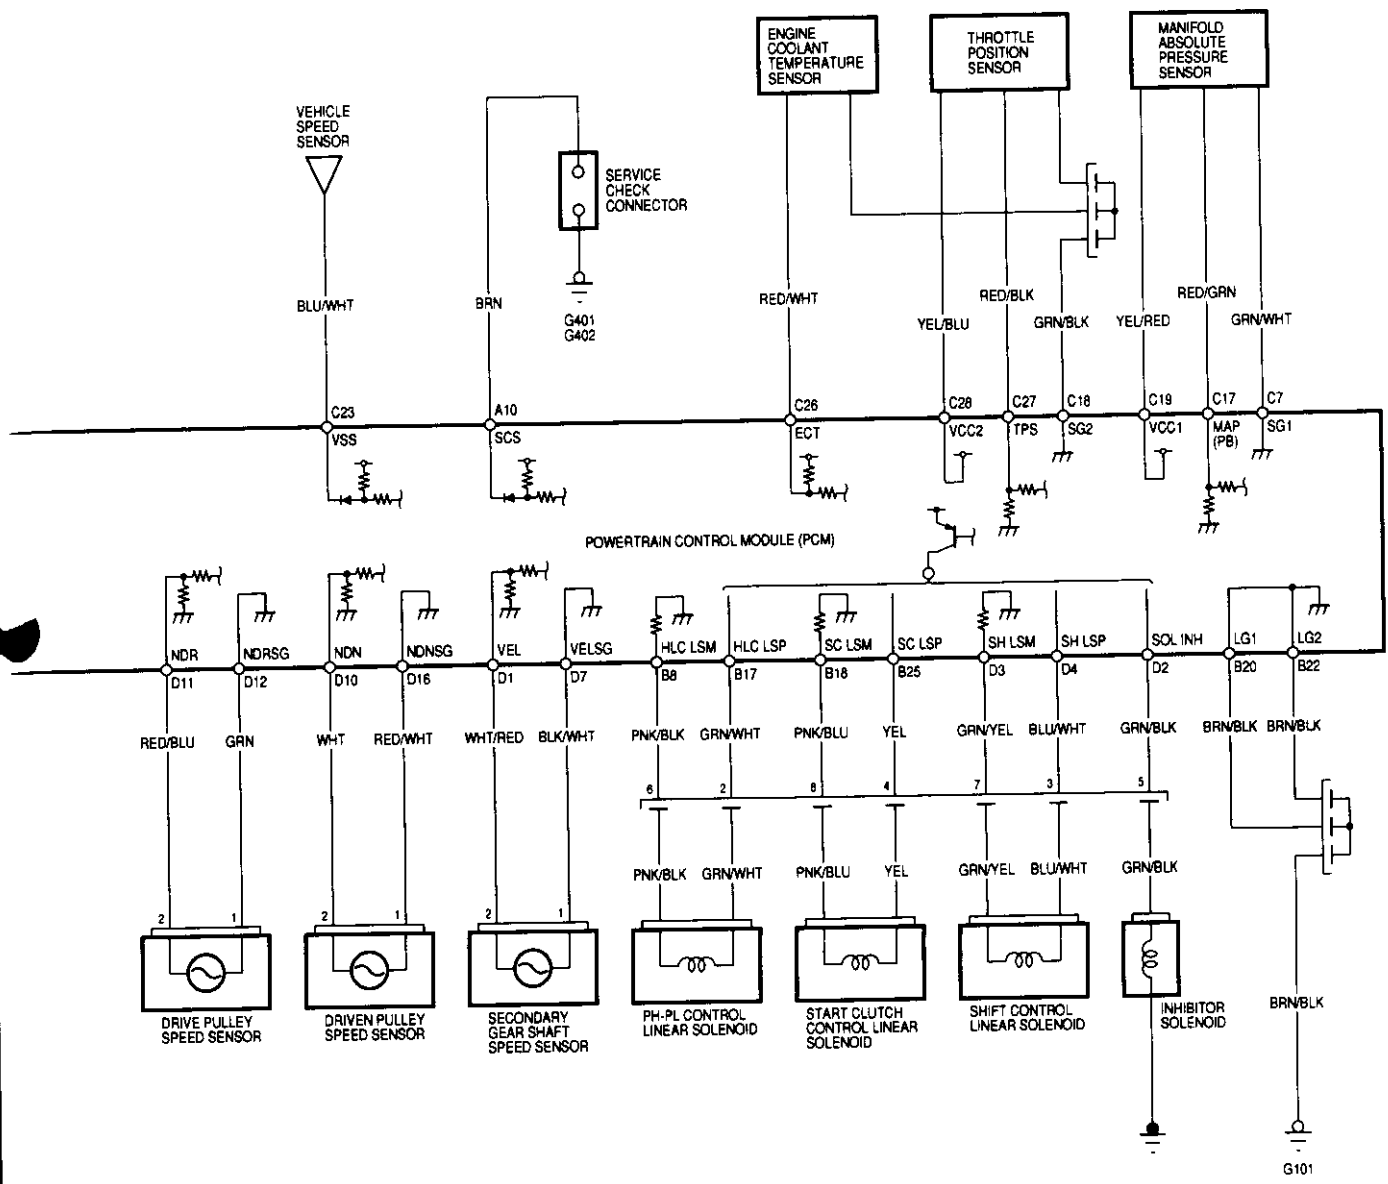 ENGINE
COOLANT
TEMPERATURE
SENSOR
THROTTLE
POSITION
SENSOR
MANIFOLD
ABSOLUTE
PRESSURE
SENSOR
VEHICLE
SPEED
SENSOR
SERVICE
CHECK
CONNECTOR
G401
G402
BLU/WHT
BRN
RED/WHT
YEL/BLU
RED/BLK
GRN/BLK
YEL/RED
RED/GRN
GRN/WHT
C23
A10
C26
C28
C27
C18
C19
C17
C7
VSS
SCS
ECT
VCC2
TPS
SG2
VCC1
MAP
(PB)
SG1
POWERTRAIN CONTROL MODULE (PCM)
NDR
NDRSG
NDN
NDNSG
VEL
VELSG
HLC LSM
HLC LSP
SC LSM
SC LSP
SH LSM
SH LSP
SOL INH
LG1
LG2
D11
D12
D10
D16
D1
D7
B8
B17
B18
B25
D3
D4
D2
B20
B22
RED/BLU
GRN
WHT
RED/WHT
WHT/RED
BLK/WHT
PNK/BLK
GRN/WHT
PNK/BLU
YEL
GRN/YEL
BLU/WHT
GRN/BLK
BRN/BLK
BRN/BLK
6
2
8
4
7
3
5
PNK/BLK
GRN/WHT
PNK/BLU
YEL
GRN/YEL
BLU/WHT
GRN/BLK
2
1
2
1
2
1
DRIVE PULLEY
SPEED SENSOR
DRIVEN PULLEY
SPEED SENSOR
SECONDARY
GEAR SHAFT
SPEED SENSOR
PH-PL CONTROL
LINEAR SOLENOID
START CLUTCH
CONTROL LINEAR
SOLENOID
SHIFT CONTROL
LINEAR SOLENOID
INHIBITOR
SOLENOID
BRN/BLK
G101